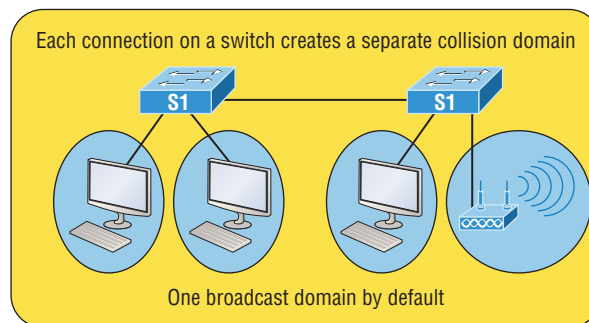 Each connection on a switch creates a separate collision domain
S1
S1
One broadcast domain by default